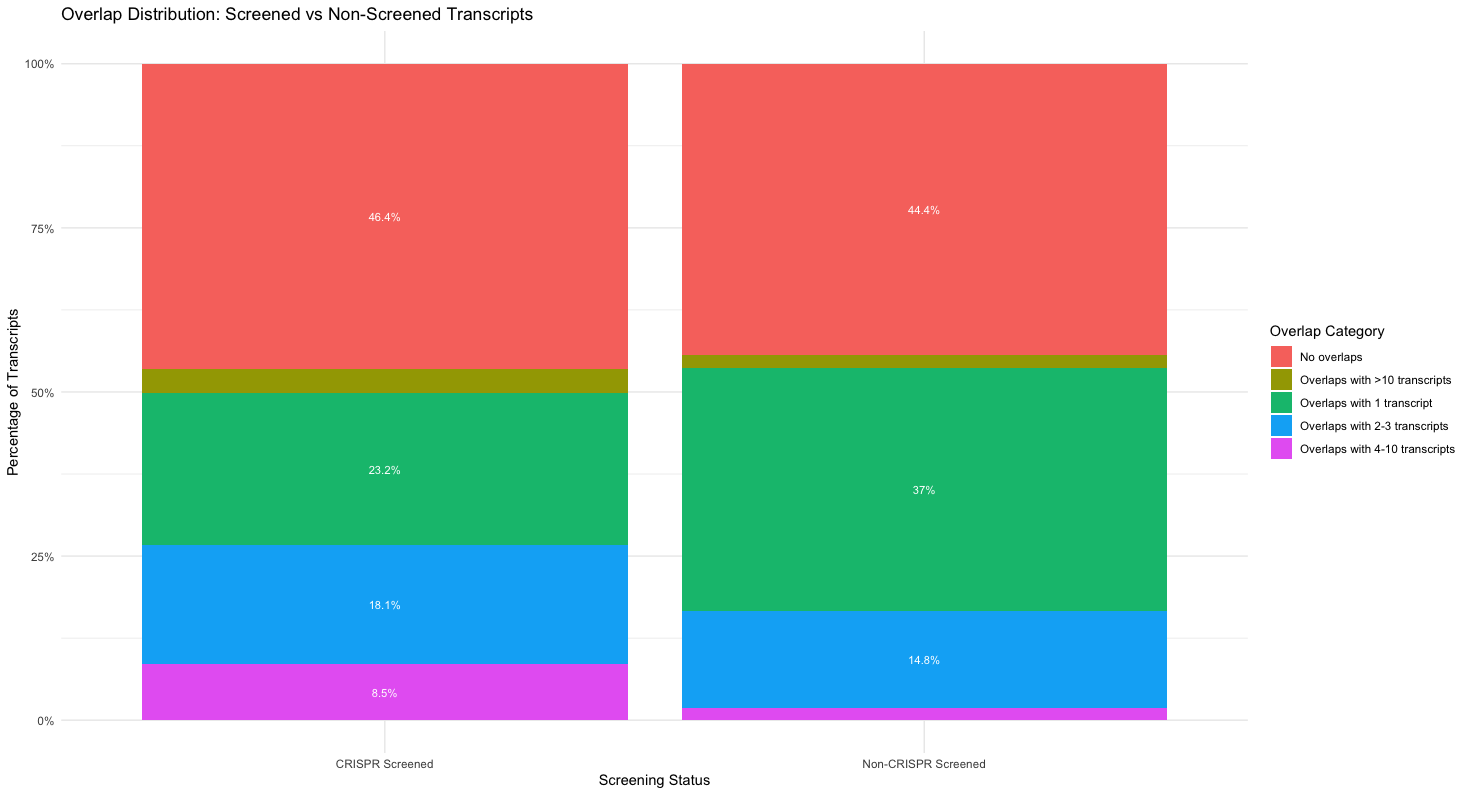 Overlap Distribution: Screened vs Non-Screened Transcripts
Percentage of Transcripts
100%
75%
50%
25%
0%
46.4%
23.2%
18.1%
8.5%
44.4%
37%
14.8%
CRISPR Screened
Non-CRISPR Screened
Screening Status
Overlap Category
No overlaps
Overlaps with >10 transcripts
Overlaps with 1 transcript
Overlaps with 2-3 transcripts
Overlaps with 4-10 transcripts